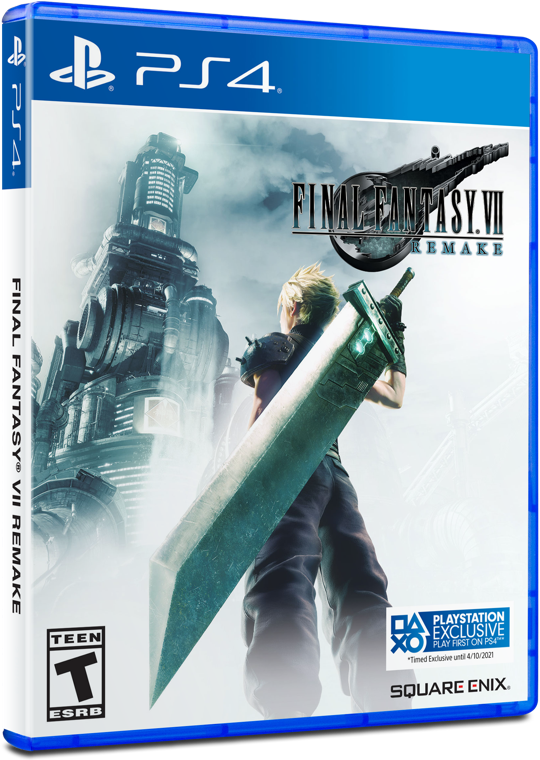 PS4®
PS4®
FINAL FANTASY® VII REMAKE
FINAL FANTASY.VII
REMAKE
PLAYSTATION
EXCLUSIVE
PLAY FIRST ON PS4™
*Timed Exclusive until 4/10/2021
TEEN
T
ESRB
SQUARE ENIX®